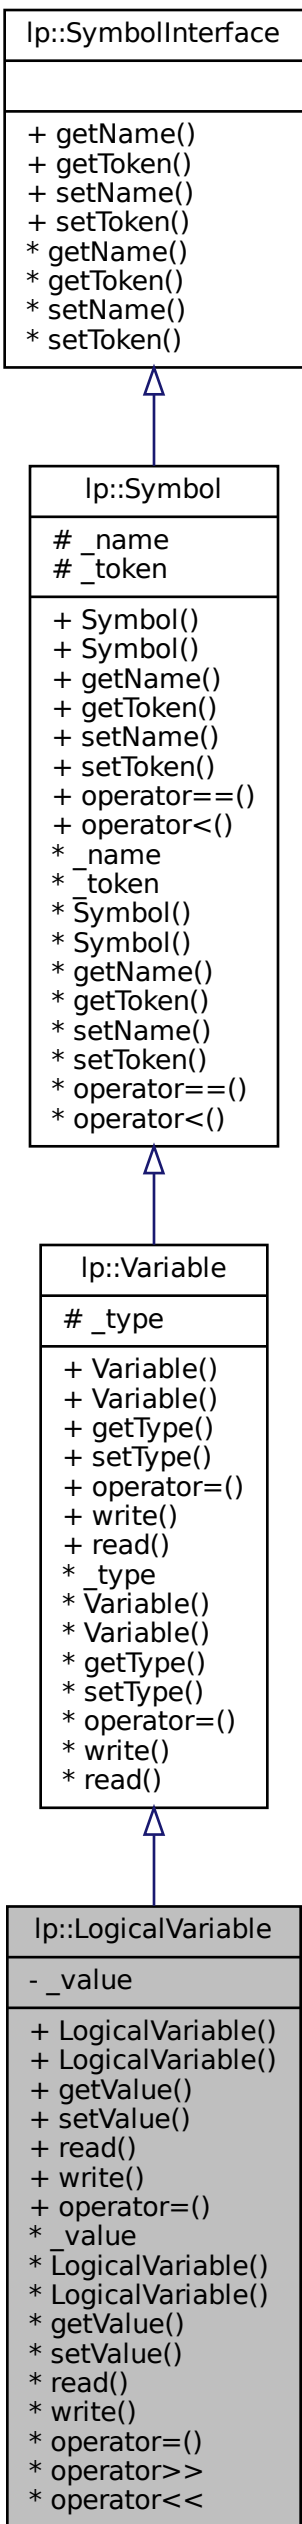 lp::SymbolInterface
+ getName()
+ getToken()
+ setName()
+ setToken()
* getName()
* getToken()
* setName()
* setToken()
lp::Symbol
# _name
# _token
+ Symbol()
+ Symbol()
+ getName()
+ getToken()
+ setName()
+ setToken()
+ operator==()
+ operator<()
* _name
* _token
* Symbol()
* Symbol()
* getName()
* getToken()
* setName()
* setToken()
* operator==()
* operator<()
lp::Variable
# _type
+ Variable()
+ Variable()
+ getType()
+ setType()
+ operator=()
+ write()
+ read()
* _type
* Variable()
* Variable()
* getType()
* setType()
* operator=()
* write()
* read()
lp::LogicalVariable
- _value
+ LogicalVariable()
+ LogicalVariable()
+ getValue()
+ setValue()
+ read()
+ write()
+ operator=()
* _value
* LogicalVariable()
* LogicalVariable()
* getValue()
* setValue()
* read()
* write()
* operator=()
* operator>>
* operator<<